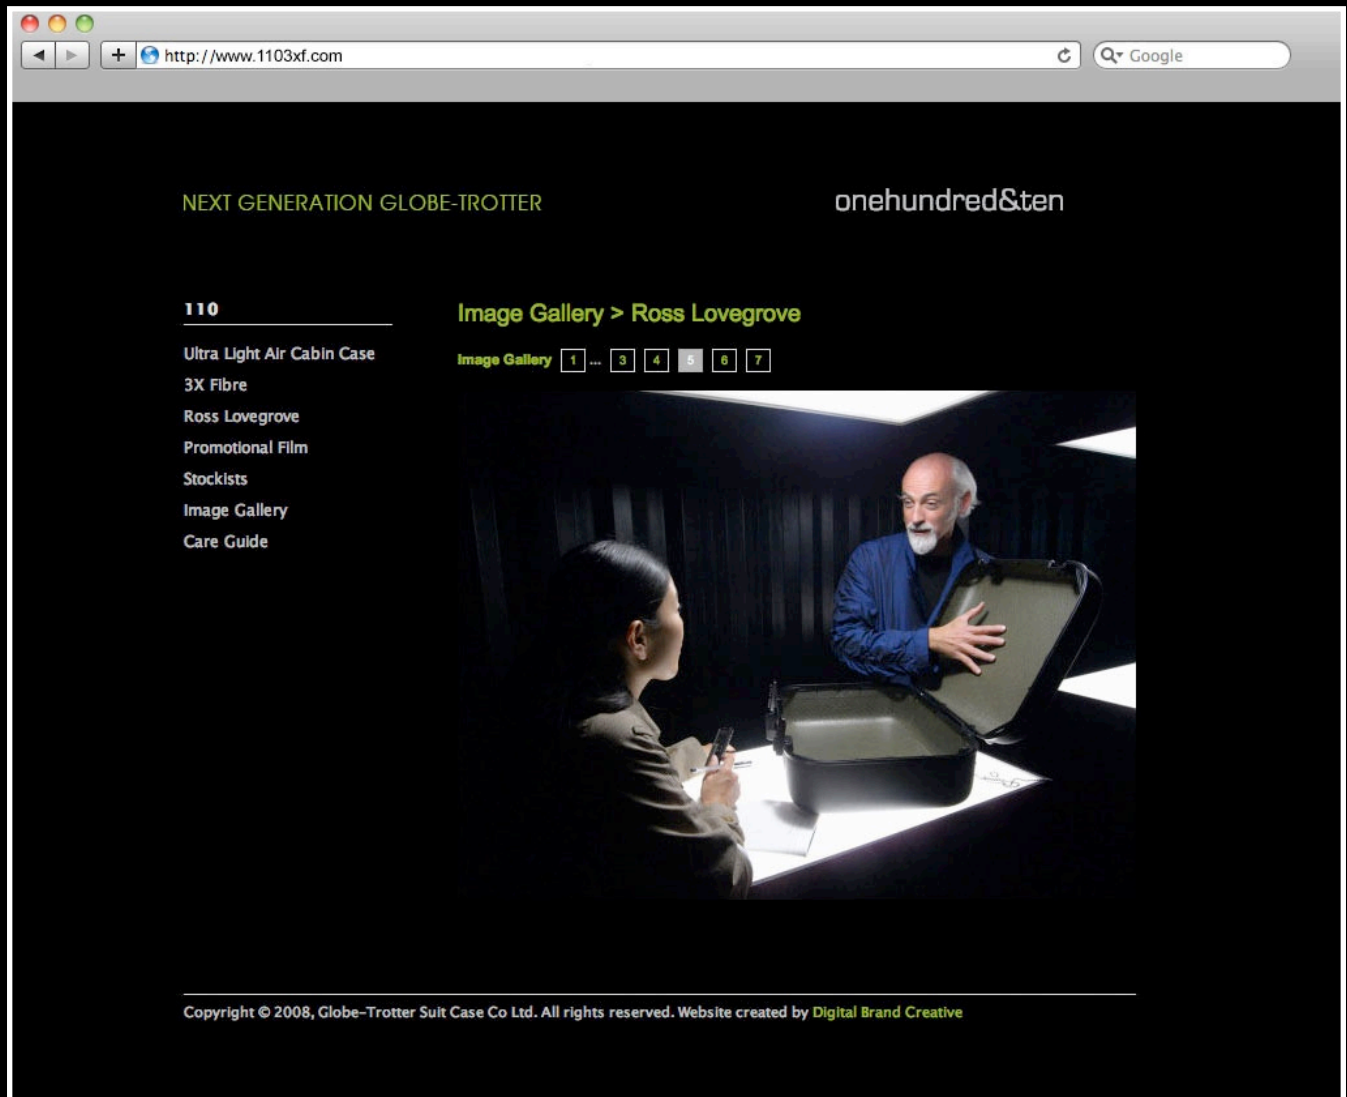 http://www.1103xf.com
Google
NEXT GENERATION GLOBE-TROTTER
onehundred&ten
110
Ultra Light Air Cabin Case
3X Fibre
Ross Lovegrove
Promotional Film
Stockists
Image Gallery
Care Guide
Image Gallery > Ross Lovegrove
Image Gallery 1 ... 3 4 5 6 7
Copyright © 2008, Globe-Trotter Suit Case Co Ltd. All rights reserved. Website created by Digital Brand Creative